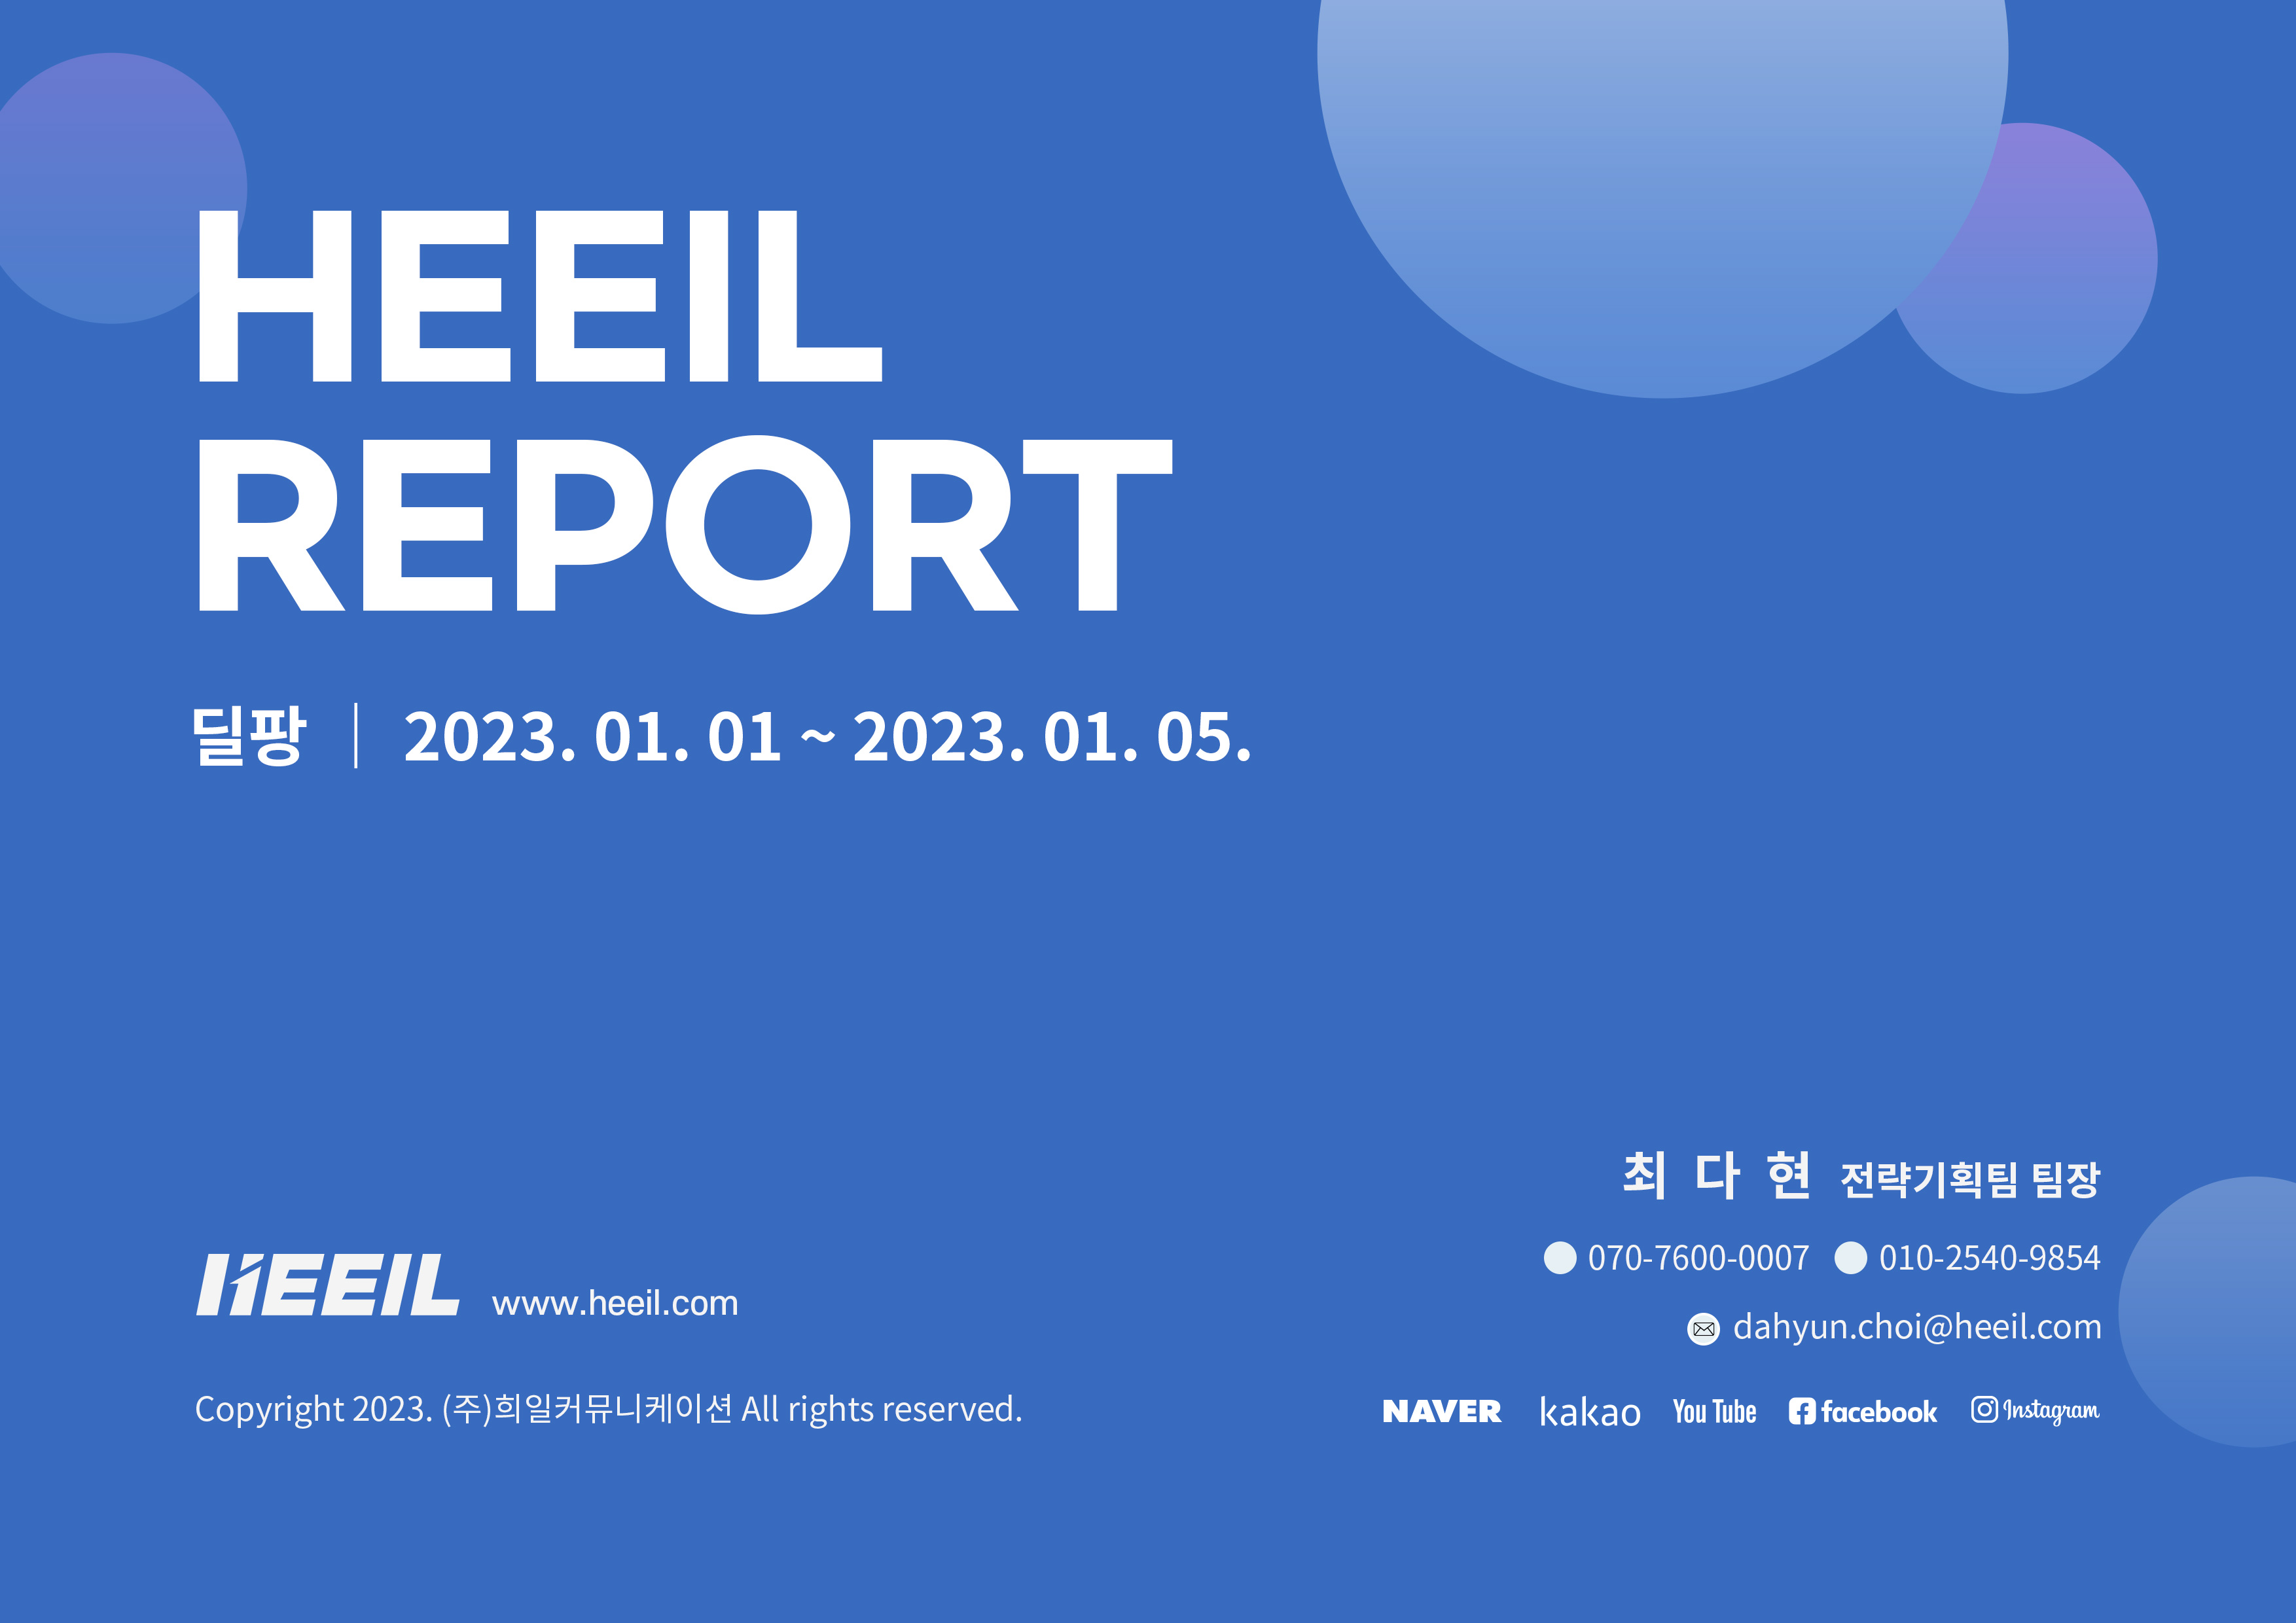 HEEIL
REPORT
딜팡 | 2023. 01. 01 ~ 2023. 01. 05.
최 다 현 전략기획팀 팀장
070-7600-0007 010-2540-9854
HEEIL www.heeil.com
dahyun.choi@heeil.com
Copyright 2023. (주)희일커뮤니케이션 All rights reserved.
NAVER kakao You Tube facebook Instagram